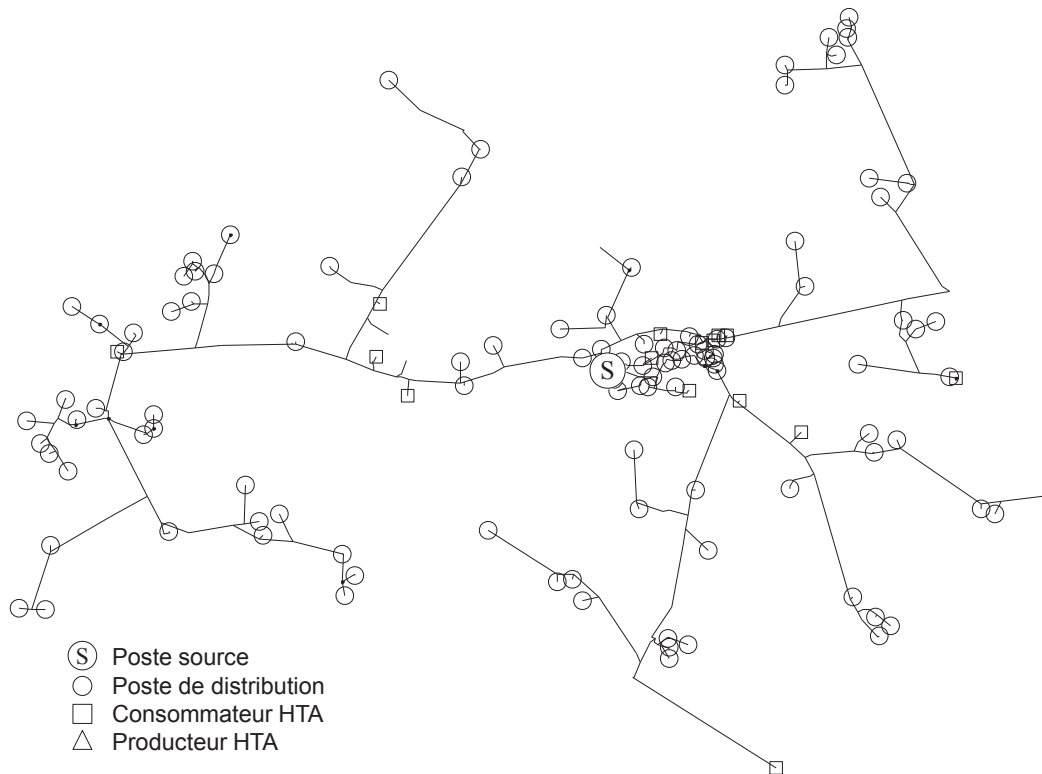 S
S Poste source
Poste de distribution
Consommateur HTA
Producteur HTA